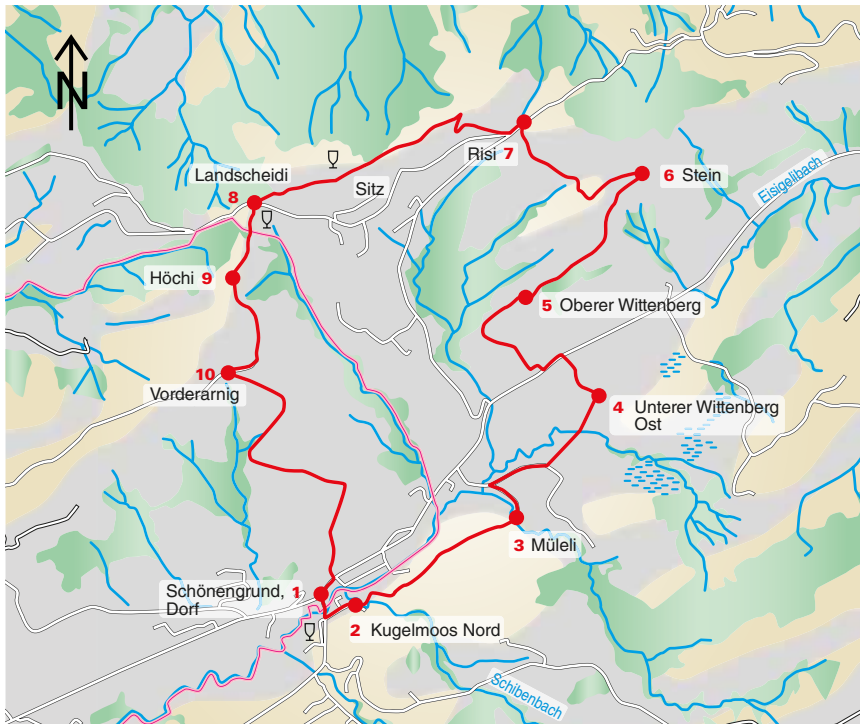 N
Risi 7
Landscheidi
8
Sitz
6 Stein
Eisigelibach
Höchi 9
5 Oberer Wittenberg
10
Vorderarnig
4 Unterer Wittenberg
Ost
3 Müleli
Schönengrund, 1
Dorf
2 Kugelmoos Nord
Schibenbach